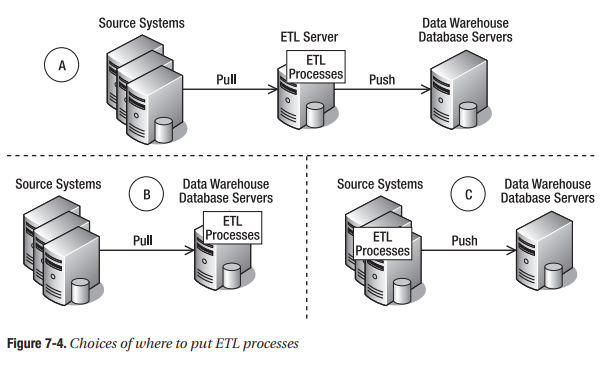 Source Systems
ETL Server
Data Warehouse
Database Servers
A
ETL
Processes
Pull
Push
Source Systems
B
Data Warehouse
Database Servers
ETL
Processes
Pull
Source Systems
C
Data Warehouse
Database Servers
ETL
Processes
Push
Figure 7-4. Choices of where to put ETL processes